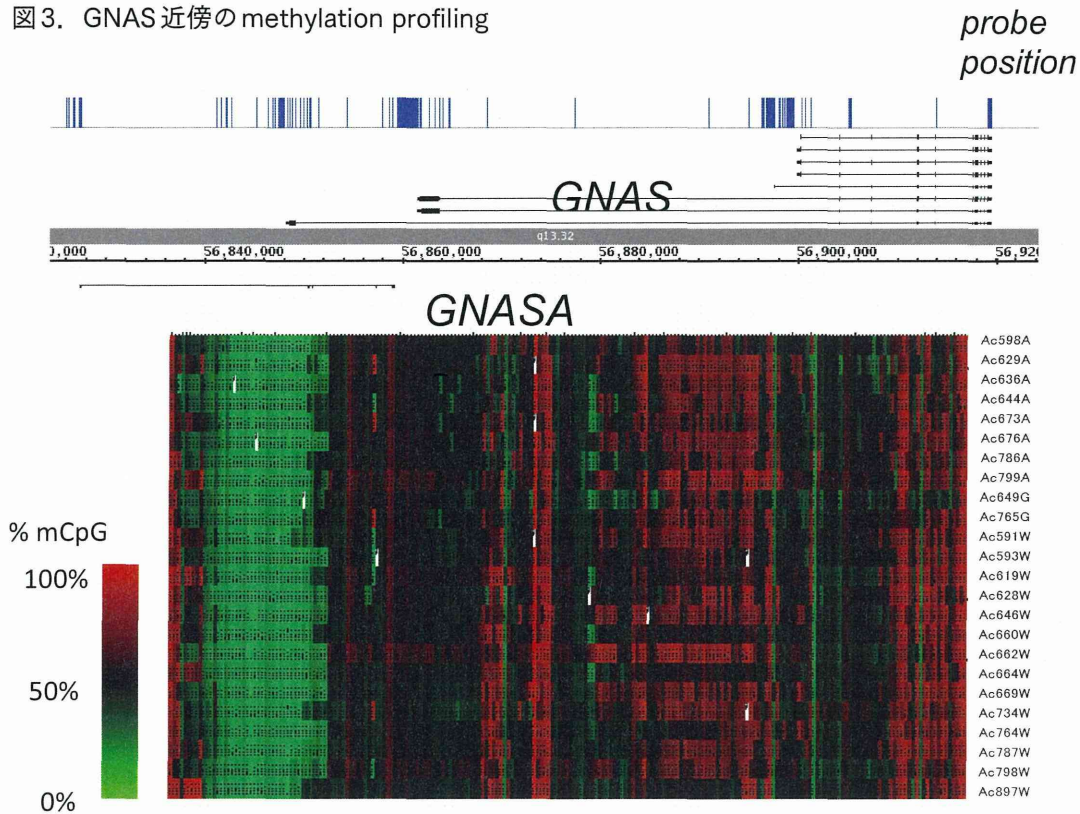 図3. GNAS近傍のmethylation profiling
probe
position
GNAS
q13.32
0,000 56,840,000 56,860,000 56,880,000 56,900,000 56,920
GNASA
Ac598A
Ac629A
Ac636A
Ac644A
Ac673A
Ac676A
Ac786A
Ac799A
Ac649G
Ac765G
Ac591W
Ac593W
Ac619W
Ac628W
Ac646W
Ac660W
Ac662W
Ac664W
Ac669W
Ac734W
Ac764W
Ac787W
Ac798W
Ac897W
% mCpG
100%
50%
0%